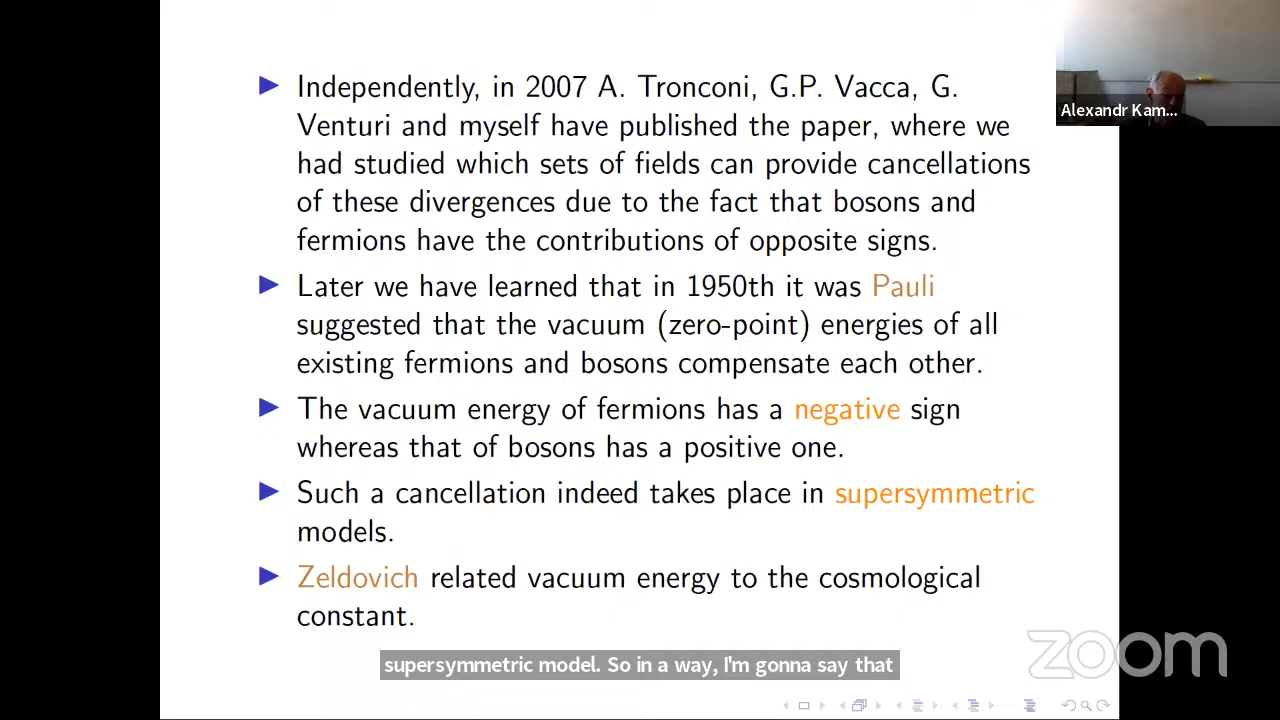 Independently, in 2007 A. Tronconi, G.P. Vacca, G.
Venturi and myself have published the paper, where we
had studied which sets of fields can provide cancellations
of these divergences due to the fact that bosons and
fermions have the contributions of opposite signs.
Later we have learned that in 1950th it was Pauli
suggested that the vacuum (zero-point) energies of all
existing fermions and bosons compensate each other.
The vacuum energy of fermions has a negative sign
whereas that of bosons has a positive one.
Such a cancellation indeed takes place in supersymmetric
models.
Zeldovich related vacuum energy to the cosmological
constant.
supersymmetric model. So in a way, I'm gonna say that
Alexandr Kam...
zoom